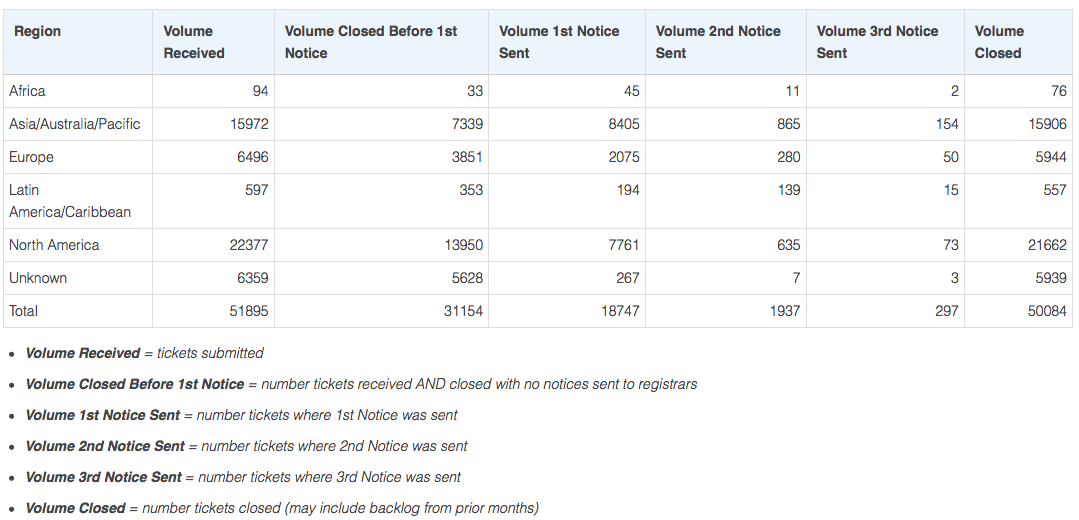 Region Volume Received Volume Closed Before 1st Notice Volume 1st Notice Sent Volume 2nd Notice Sent Volume 3rd Notice Sent Volume Closed
Africa 94 33 45 11 2 76
Asia/Australia/Pacific 15972 7339 8405 865 154 15906
Europe 6496 3851 2075 280 50 5944
Latin America/Caribbean 597 353 194 139 15 557
North America 22377 13950 7761 635 73 21662
Unknown 6359 5628 267 7 3 5939
Total 51895 31154 18747 1937 297 50084
• Volume Received = tickets submitted
• Volume Closed Before 1st Notice = number tickets received AND closed with no notices sent to registrars
• Volume 1st Notice Sent = number tickets where 1st Notice was sent
• Volume 2nd Notice Sent = number tickets where 2nd Notice was sent
• Volume 3rd Notice Sent = number tickets where 3rd Notice was sent
• Volume Closed = number tickets closed (may include backlog from prior months)